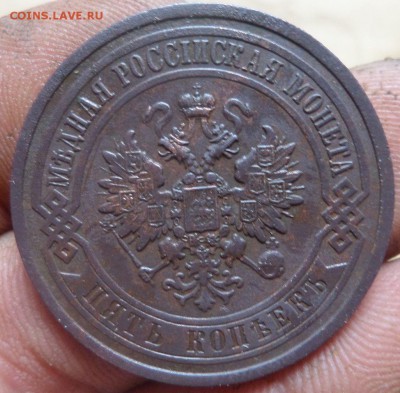 COINS.LAVE.RU
МѢДНАЯ РОССІЙСКАЯ МОНЕТА
ПЯТЬ КОПѢЕКЪ